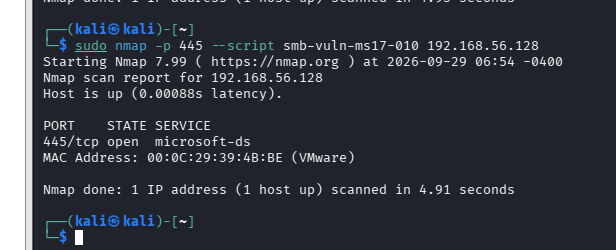 Nmap done: 1 IP address (1 host up) scanned in 4.93 seconds
┌──(kali㉿kali)-[~]
└─$ sudo nmap -p 445 --script smb-vuln-ms17-010 192.168.56.128
Starting Nmap 7.99 ( https://nmap.org ) at 2026-09-29 06:54 -0400
Nmap scan report for 192.168.56.128
Host is up (0.00088s latency).
PORT    STATE SERVICE
445/tcp open  microsoft-ds
MAC Address: 00:0C:29:39:4B:BE (VMware)
Nmap done: 1 IP address (1 host up) scanned in 4.91 seconds
┌──(kali㉿kali)-[~]
└─$